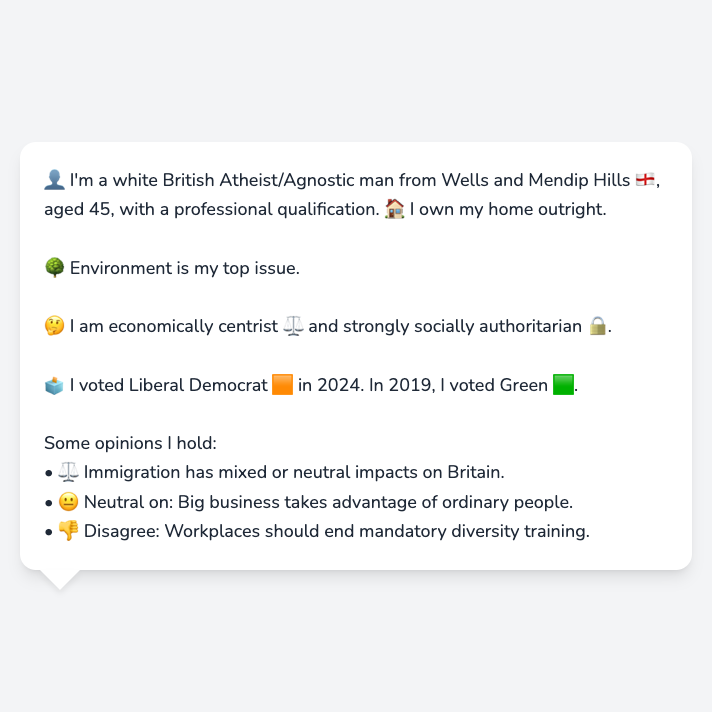 👤 I'm a white British Atheist/Agnostic man from Wells and Mendip Hills 🏴󠁧󠁢󠁥󠁮󠁧󠁿,
aged 45, with a professional qualification. 🏠 I own my home outright.
🌳 Environment is my top issue.
🤔 I am economically centrist ⚖️ and strongly socially authoritarian 🔒.
🗳️ I voted Liberal Democrat 🟧 in 2024. In 2019, I voted Green 🟩.
Some opinions I hold:
• ⚖️ Immigration has mixed or neutral impacts on Britain.
• 😐 Neutral on: Big business takes advantage of ordinary people.
• 👎 Disagree: Workplaces should end mandatory diversity training.